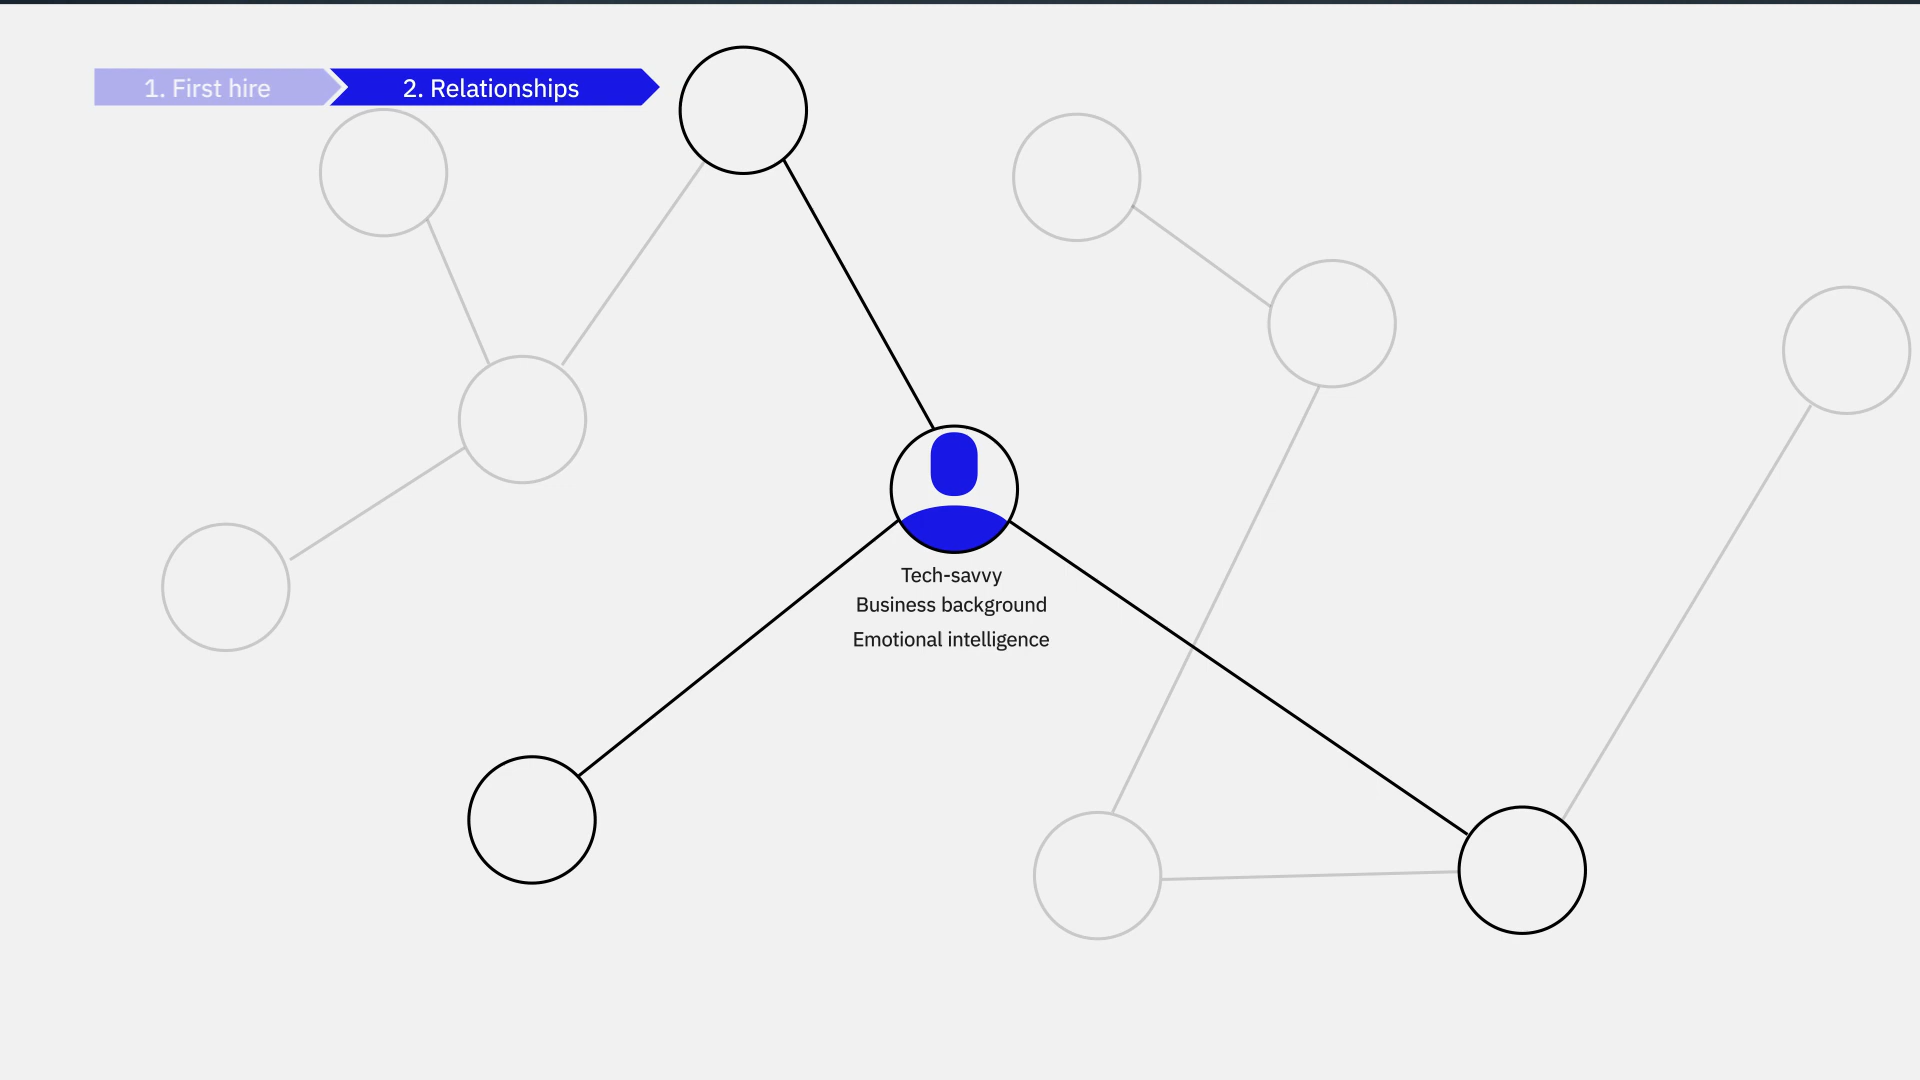 1. First hire
2. Relationships
Tech-savvy
Business background
Emotional intelligence